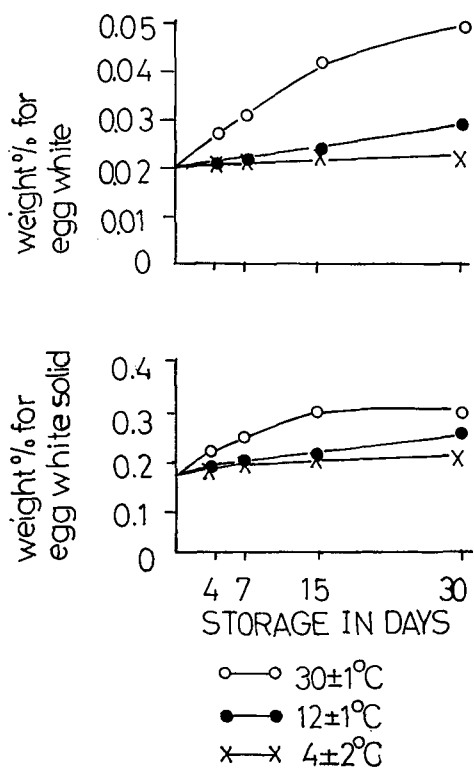 weight% for
egg white
0.05
0.04
0.03
0.02
0.01
0
weight% for
egg white solid
0.4
0.3
0.2
0.1
0
4 7 15 30
STORAGE IN DAYS
30±1°C
12±1°C
4±2°C